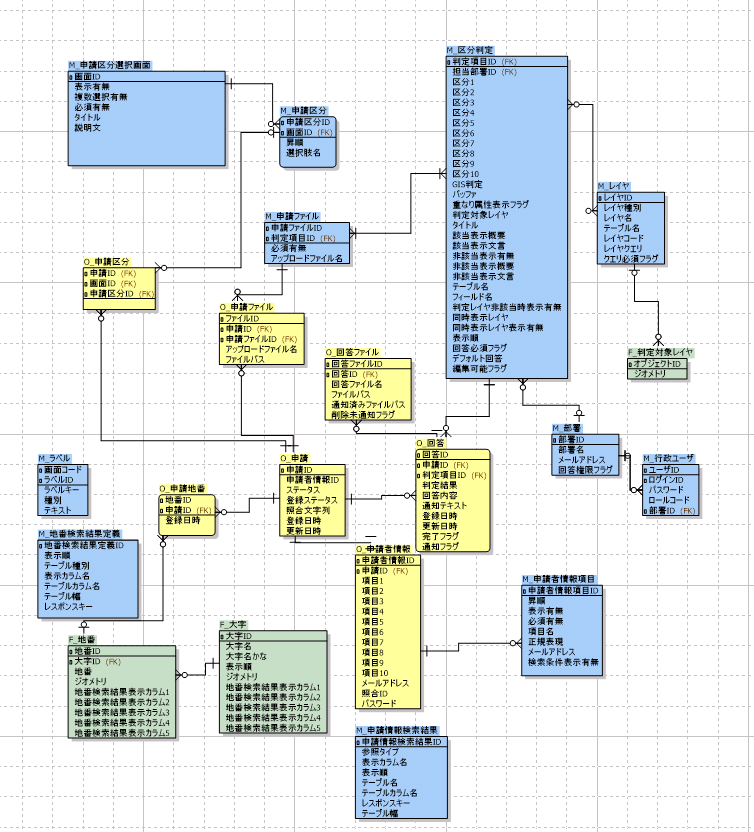 M_申請区分選択画面
画面ID
表示有無
複数選択有無
必須有無
タイトル
説明文
M_申請区分
申請区分ID
画面ID (FK)
昇順
選択肢名
M_区分判定
判定項目ID (FK)
担当部署ID (FK)
区分1
区分2
区分3
区分4
区分5
区分6
区分7
区分8
区分9
区分10
GIS判定
バッファ
重なり属性表示フラグ
判定対象レイヤ
タイトル
該当表示概要
該当表示文言
非該当表示有無
非該当表示概要
非該当表示文言
テーブル名
フィールド名
判定レイヤ非該当時表示有無
同時表示レイヤ
同時表示レイヤ表示有無
表示順
回答必須フラグ
デフォルト回答
編集可能フラグ
M_レイヤ
レイヤID
レイヤ種別
レイヤ名
テーブル名
レイヤコード
レイヤクエリ
クエリ必須フラグ
M_申請ファイル
申請ファイルID
判定項目ID (FK)
必須有無
アップロードファイル名
O_申請区分
申請ID (FK)
画面ID (FK)
申請区分ID (FK)
O_申請ファイル
ファイルID
申請ID (FK)
申請ファイルID (FK)
アップロードファイル名
ファイルパス
O_回答ファイル
回答ファイルID
回答ID (FK)
回答ファイル名
ファイルパス
通知済みファイルパス
削除未通知フラグ
F_判定対象レイヤ
オブジェクトID
ジオメトリ
M_部署
部署ID
部署名
メールアドレス
回答権限フラグ
M_行政ユーザ
ユーザID
ログインID
パスワード
ロールコード
部署ID (FK)
O_回答
回答ID
申請ID (FK)
判定項目ID (FK)
判定結果
回答内容
通知テキスト
登録日時
更新日時
完了フラグ
通知フラグ
M_ラベル
画面コード
ラベルID
ラベルキー
種別
テキスト
O_申請地番
地番ID
申請ID (FK)
登録日時
O_申請
申請ID
申請者情報ID
ステータス
登録ステータス
照合文字列
登録日時
更新日時
M_地番検索結果定義
地番検索結果定義ID
表示順
テーブル種別
表示カラム名
テーブルカラム名
テーブル幅
レスポンスキー
O_申請者情報
申請者情報ID
申請ID (FK)
項目1
項目2
項目3
項目4
項目5
項目6
項目7
項目8
項目9
項目10
メールアドレス
照合ID
パスワード
M_申請者情報項目
申請者情報項目ID
昇順
表示有無
必須有無
項目名
正規表現
メールアドレス
検索条件表示有無
F_地番
地番ID
大字ID (FK)
地番
ジオメトリ
地番検索結果表示カラム1
地番検索結果表示カラム2
地番検索結果表示カラム3
地番検索結果表示カラム4
地番検索結果表示カラム5
F_大字
大字ID
大字名
大字名かな
表示順
ジオメトリ
地番検索結果表示カラム1
地番検索結果表示カラム2
地番検索結果表示カラム3
地番検索結果表示カラム4
地番検索結果表示カラム5
M_申請情報検索結果
申請情報検索結果ID
参照タイプ
表示カラム名
表示順
テーブル名
テーブルカラム名
レスポンスキー
テーブル幅